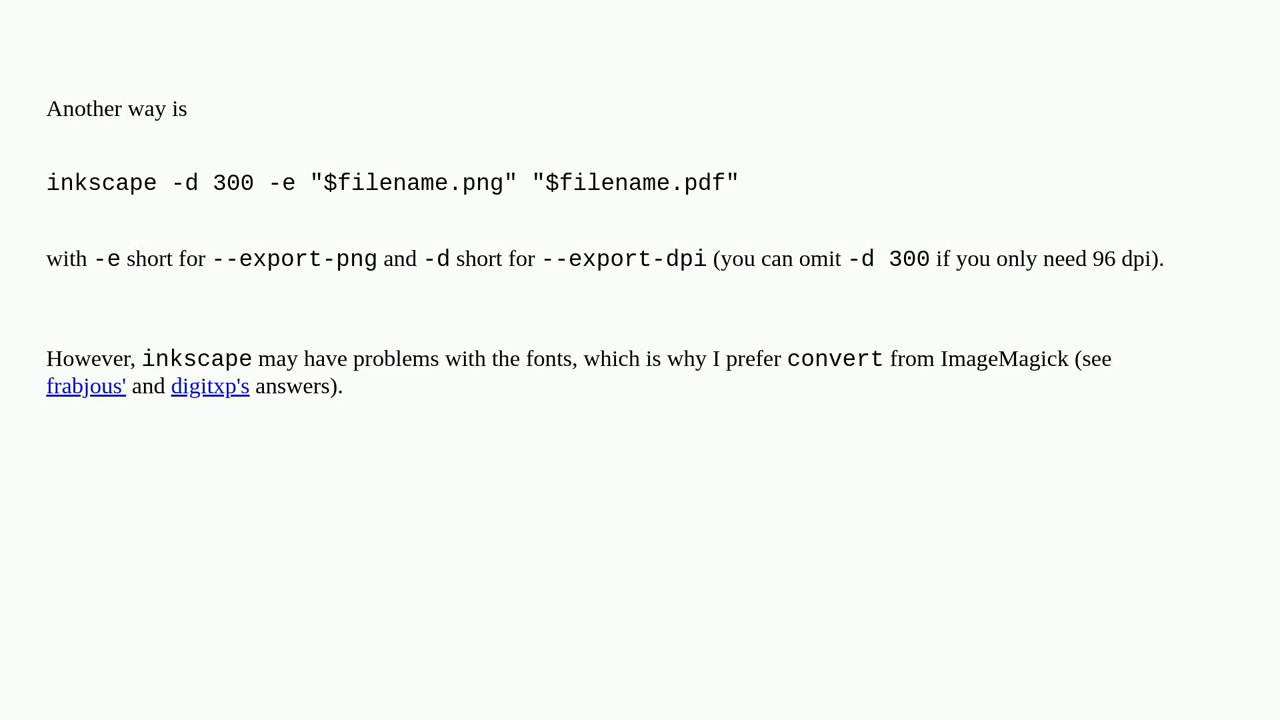 Another way is
inkscape -d 300 -e "$filename.png" "$filename.pdf"
with -e short for --export-png and -d short for --export-dpi (you can omit -d 300 if you only need 96 dpi).
However, inkscape may have problems with the fonts, which is why I prefer convert from ImageMagick (see
frabjous' and digitxp's answers).